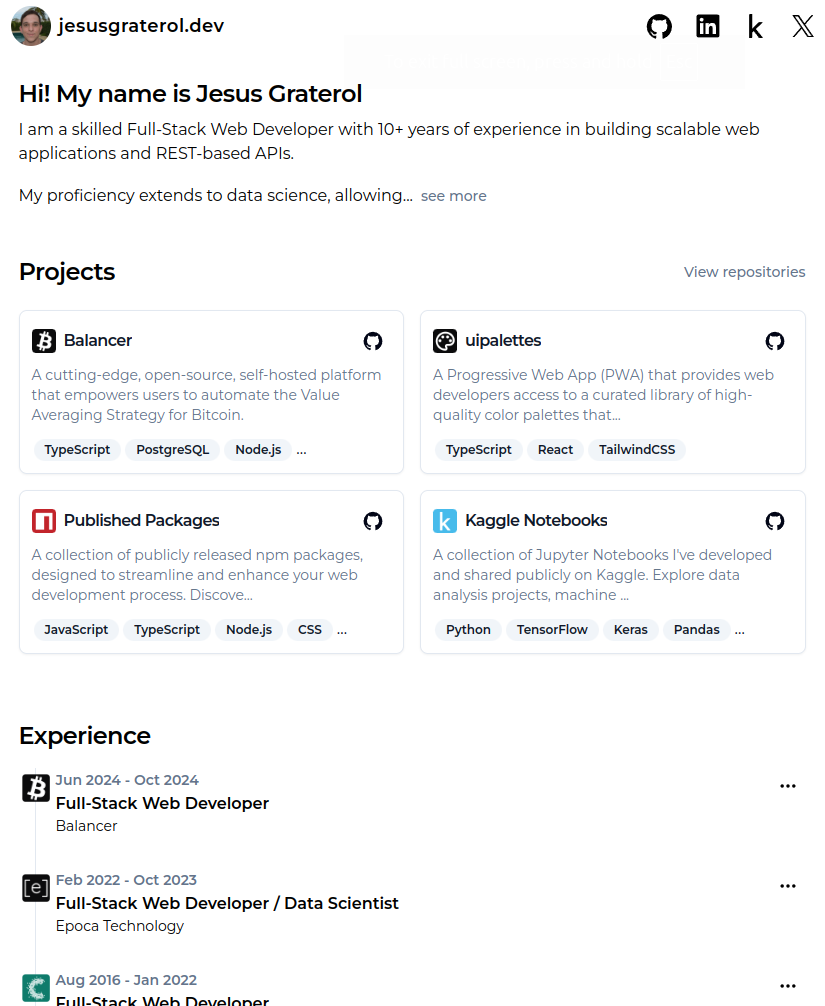 jesusgraterol.dev
Hi! My name is Jesus Graterol
I am a skilled Full-Stack Web Developer with 10+ years of experience in building scalable web
applications and REST-based APIs.
My proficiency extends to data science, allowing... see more
Projects
View repositories
Balancer
A cutting-edge, open-source, self-hosted platform
that empowers users to automate the Value
Averaging Strategy for Bitcoin.
TypeScript PostgreSQL Node.js ...
uipalettes
A Progressive Web App (PWA) that provides web
developers access to a curated library of high-
quality color palettes that...
TypeScript React TailwindCSS
Published Packages
A collection of publicly released npm packages,
designed to streamline and enhance your web
development process. Discove...
JavaScript TypeScript Node.js CSS ...
Kaggle Notebooks
A collection of Jupyter Notebooks I've developed
and shared publicly on Kaggle. Explore data
analysis projects, machine ...
Python TensorFlow Keras Pandas ...
Experience
Jun 2024 - Oct 2024
Full-Stack Web Developer
Balancer
Feb 2022 - Oct 2023
Full-Stack Web Developer / Data Scientist
Epoca Technology
Aug 2016 - Jan 2022
Full-Stack Web Developer